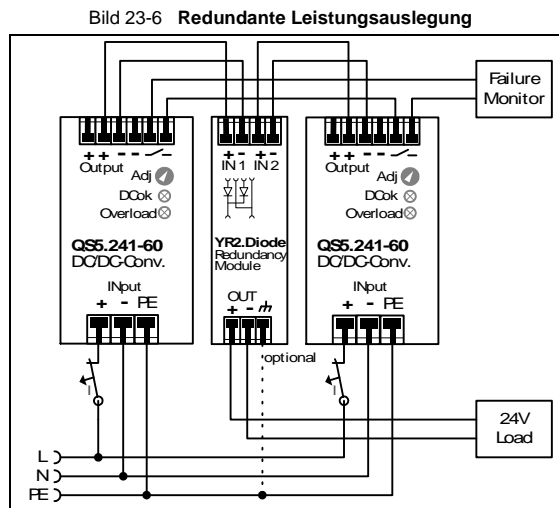 Bild 23-6 Redundante Leistungsauslegung
Failure
Monitor
+ + - -
Output
Adj
DCok
Overload
QS5.241-60
DC/DC-Conv.
INput
+ - PE
+ - + -
IN 1 IN 2
YR2.Diode
Redundancy
Module
OUT
+ -
optional
+ + - -
Output
Adj
DCok
Overload
QS5.241-60
DC/DC-Conv.
INput
+ - PE
I
I
24V
Load
L
N
PE